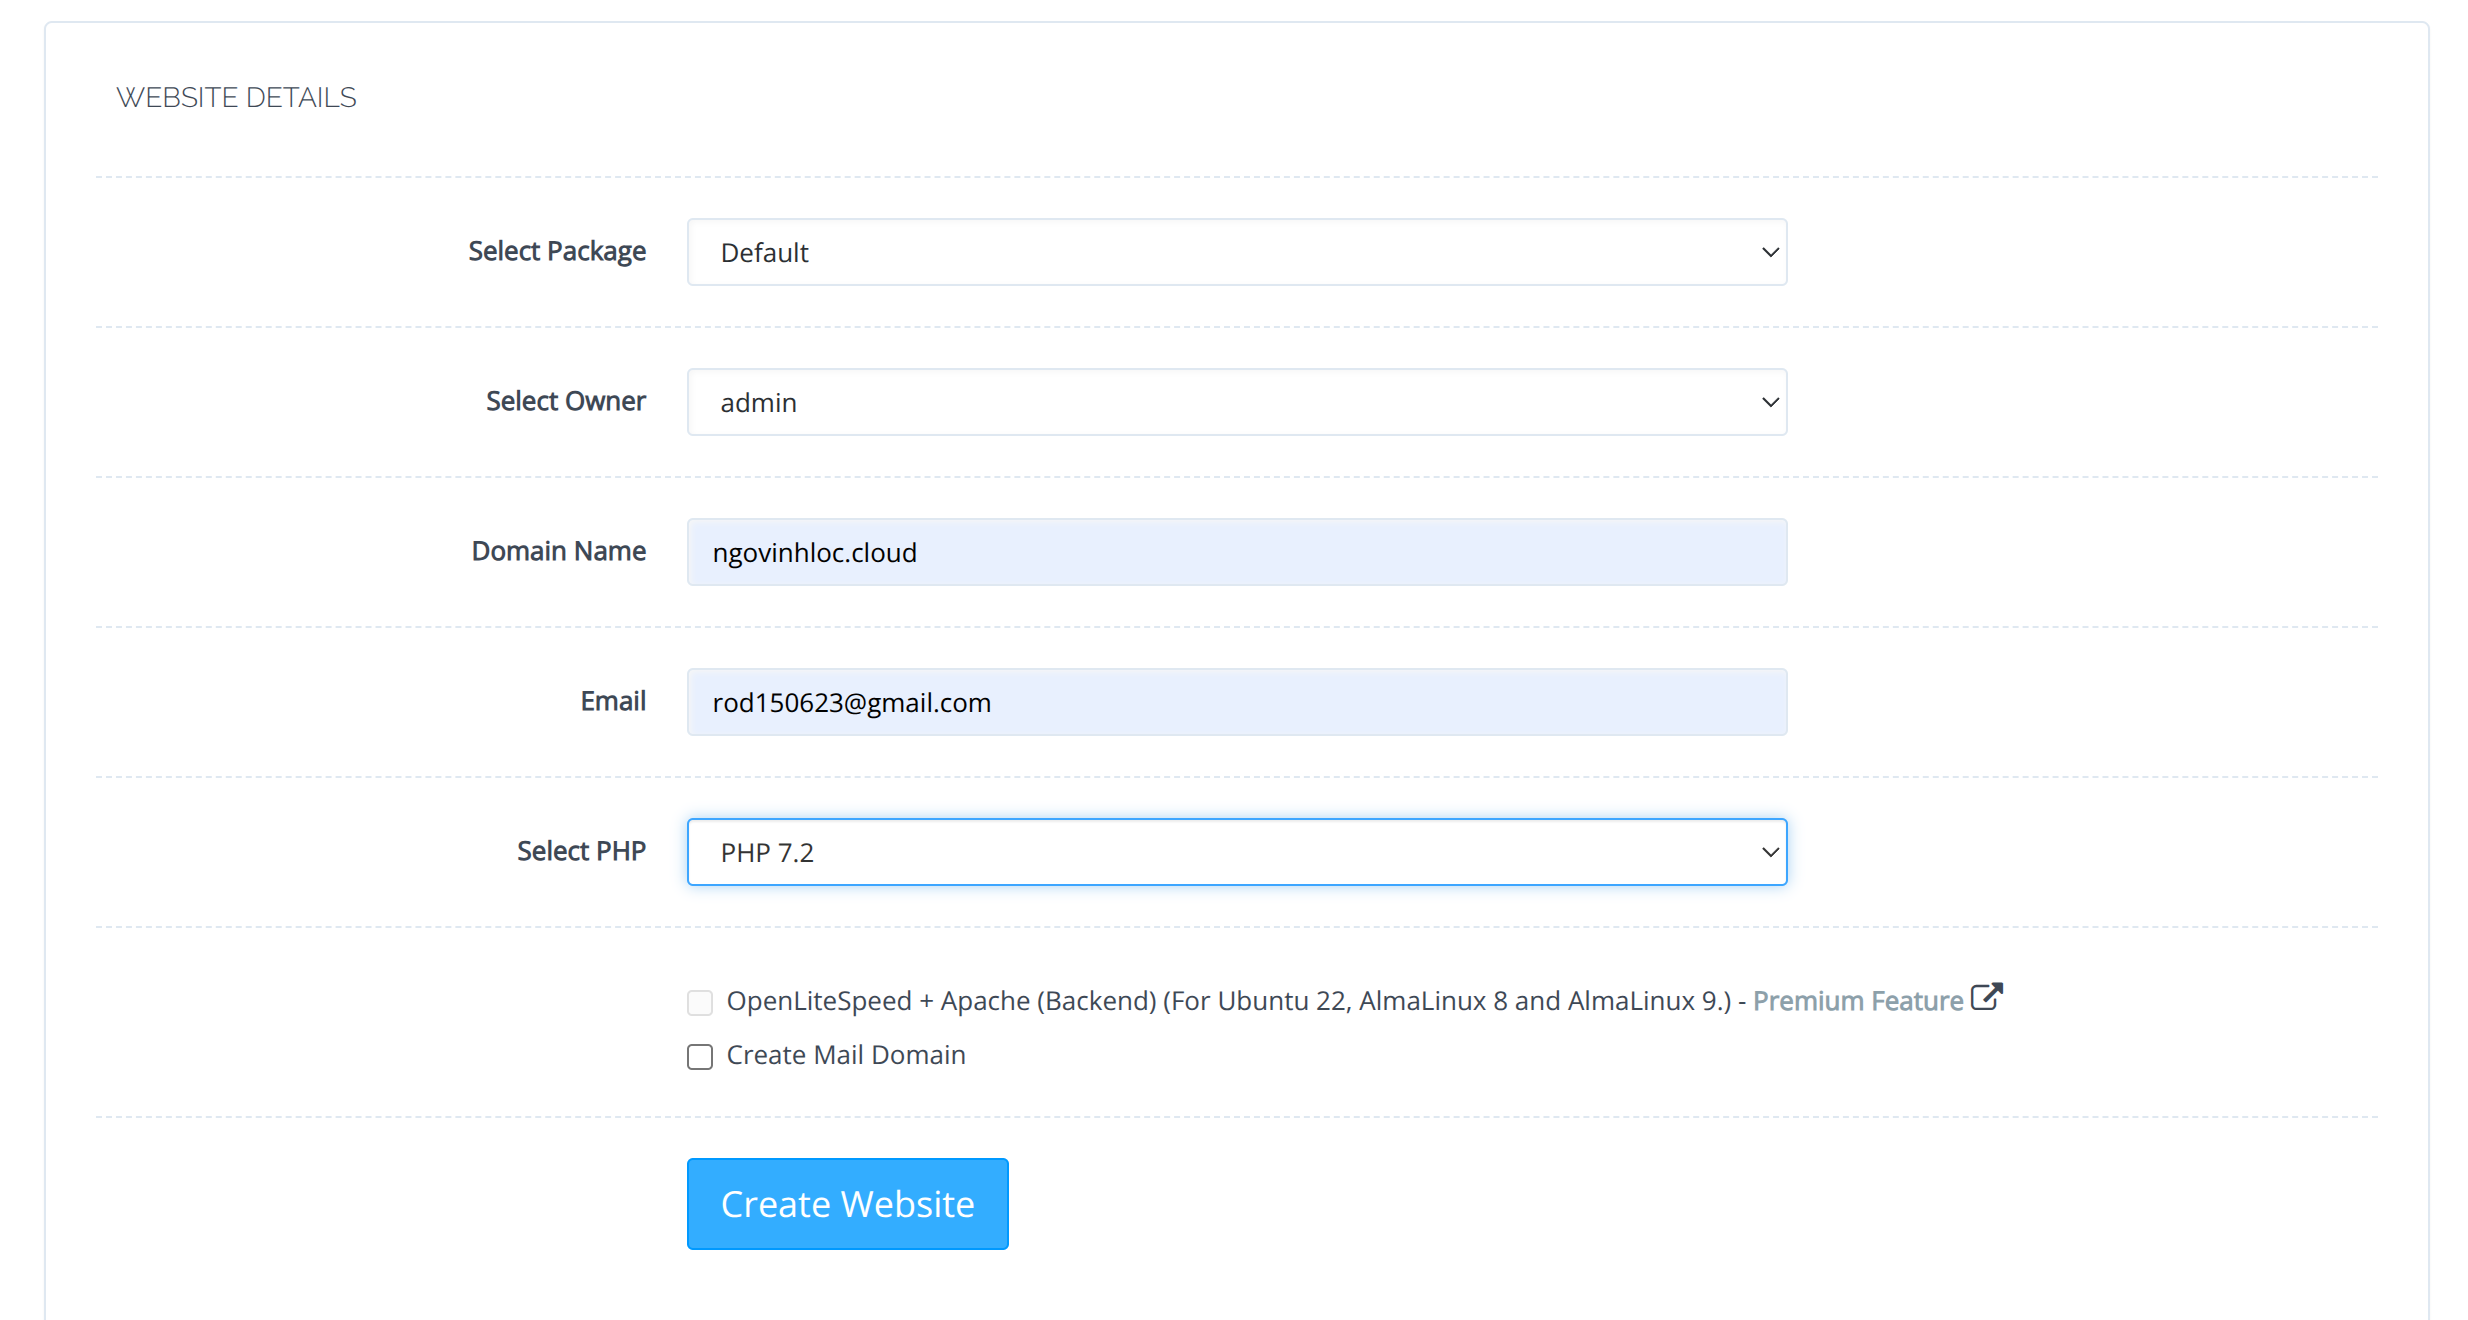 WEBSITE DETAILS
Select Package
Default
Select Owner
admin
Domain Name
ngovinhloc.cloud
Email
rod150623@gmail.com
Select PHP
PHP 7.2
OpenLiteSpeed + Apache (Backend) (For Ubuntu 22, AlmaLinux 8 and AlmaLinux 9.) - Premium Feature
Create Mail Domain
Create Website